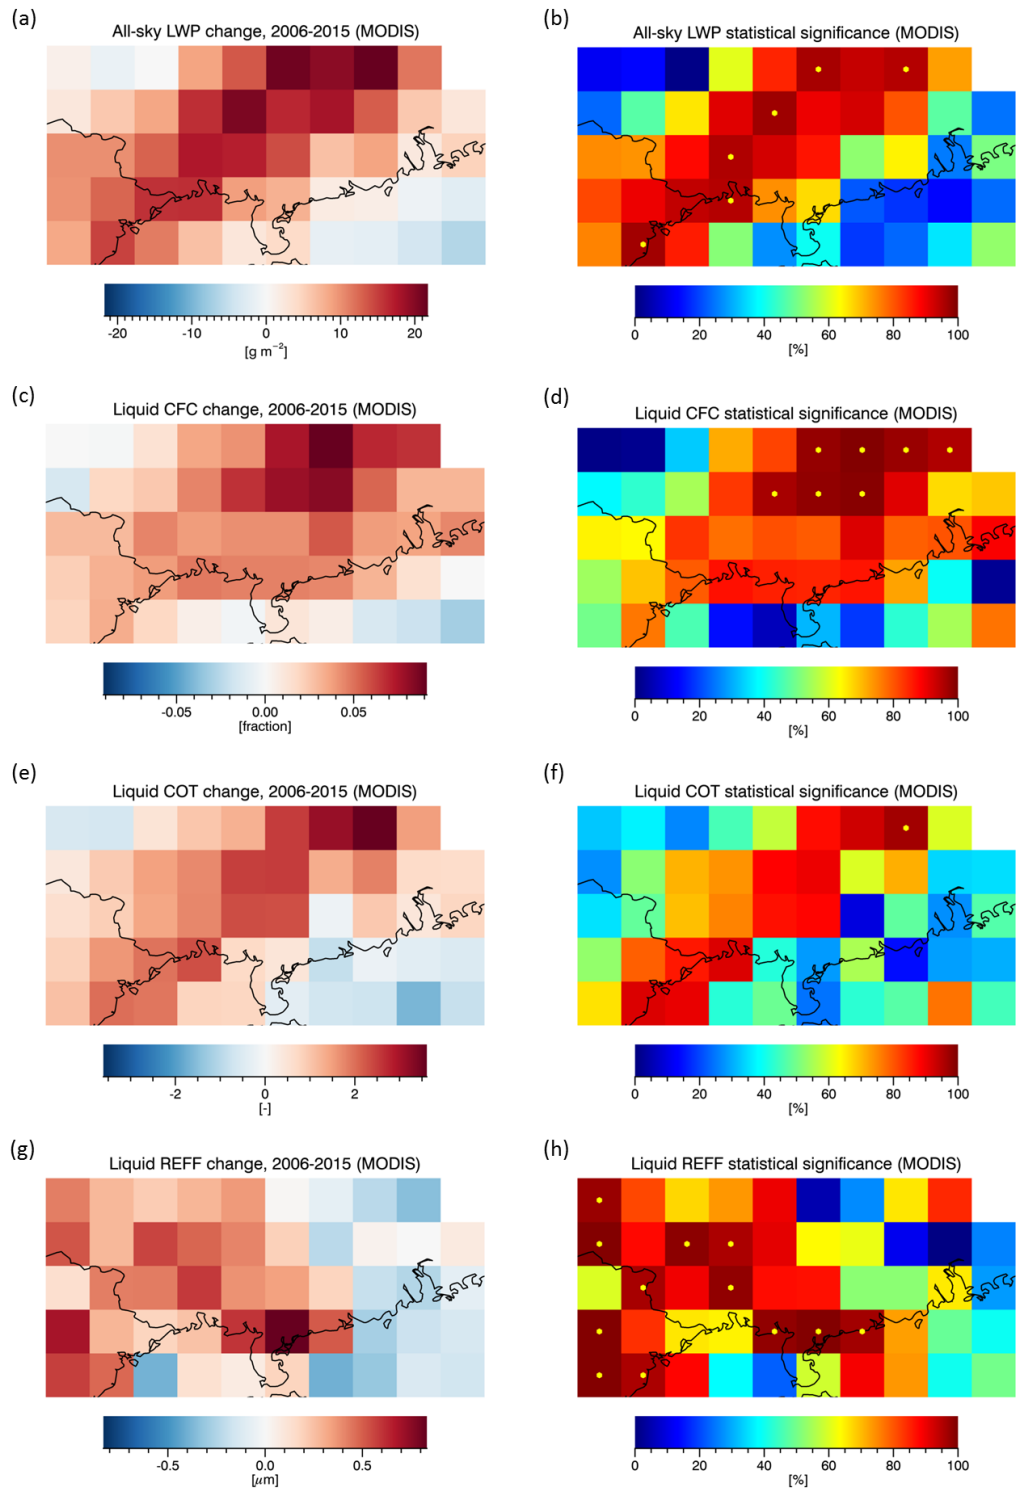 (a)
All-sky LWP change, 2006-2015 (MODIS)
-20 -10 0 10 20
[g m⁻²]
(b)
All-sky LWP statistical significance (MODIS)
0 20 40 60 80 100
[%]
(c)
Liquid CFC change, 2006-2015 (MODIS)
-0.05 0.00 0.05
[fraction]
(d)
Liquid CFC statistical significance (MODIS)
0 20 40 60 80 100
[%]
(e)
Liquid COT change, 2006-2015 (MODIS)
-2 0 2
[-]
(f)
Liquid COT statistical significance (MODIS)
0 20 40 60 80 100
[%]
(g)
Liquid REFF change, 2006-2015 (MODIS)
-0.5 0.0 0.5
[μm]
(h)
Liquid REFF statistical significance (MODIS)
0 20 40 60 80 100
[%]